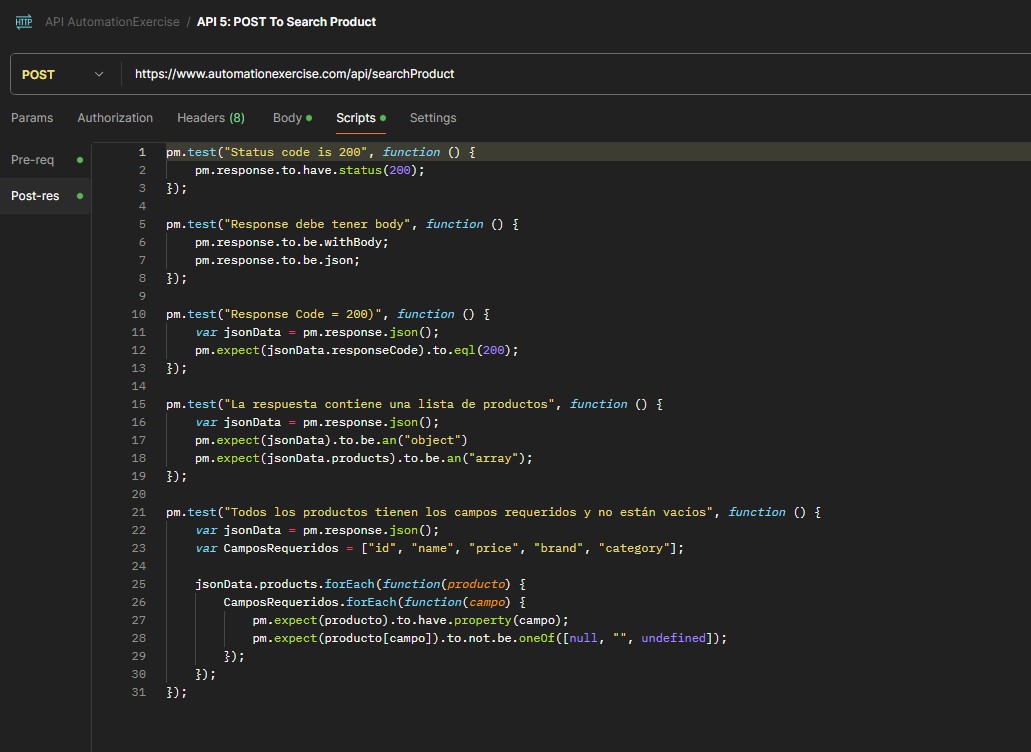 HTTP API AutomationExercise / API 5: POST To Search Product
POST https://www.automationexercise.com/api/searchProduct
Params Authorization Headers (8) Body Scripts Settings
Pre-req
Post-res
1 pm.test("Status code is 200", function () {
2 pm.response.to.have.status(200);
3 });
4
5 pm.test("Response debe tener body", function () {
6 pm.response.to.be.withBody;
7 pm.response.to.be.json;
8 });
9
10 pm.test("Response Code = 200)", function () {
11 var jsonData = pm.response.json();
12 pm.expect(jsonData.responseCode).to.eql(200);
13 });
14
15 pm.test("La respuesta contiene una lista de productos", function () {
16 var jsonData = pm.response.json();
17 pm.expect(jsonData).to.be.an("object")
18 pm.expect(jsonData.products).to.be.an("array");
19 });
20
21 pm.test("Todos los productos tienen los campos requeridos y no están vacíos", function () {
22 var jsonData = pm.response.json();
23 var CamposRequeridos = ["id", "name", "price", "brand", "category"];
24
25 jsonData.products.forEach(function(producto) {
26 CamposRequeridos.forEach(function(campo) {
27 pm.expect(producto).to.have.property(campo);
28 pm.expect(producto[campo]).to.not.be.oneOf([null, "", undefined]);
29 });
30 });
31 });